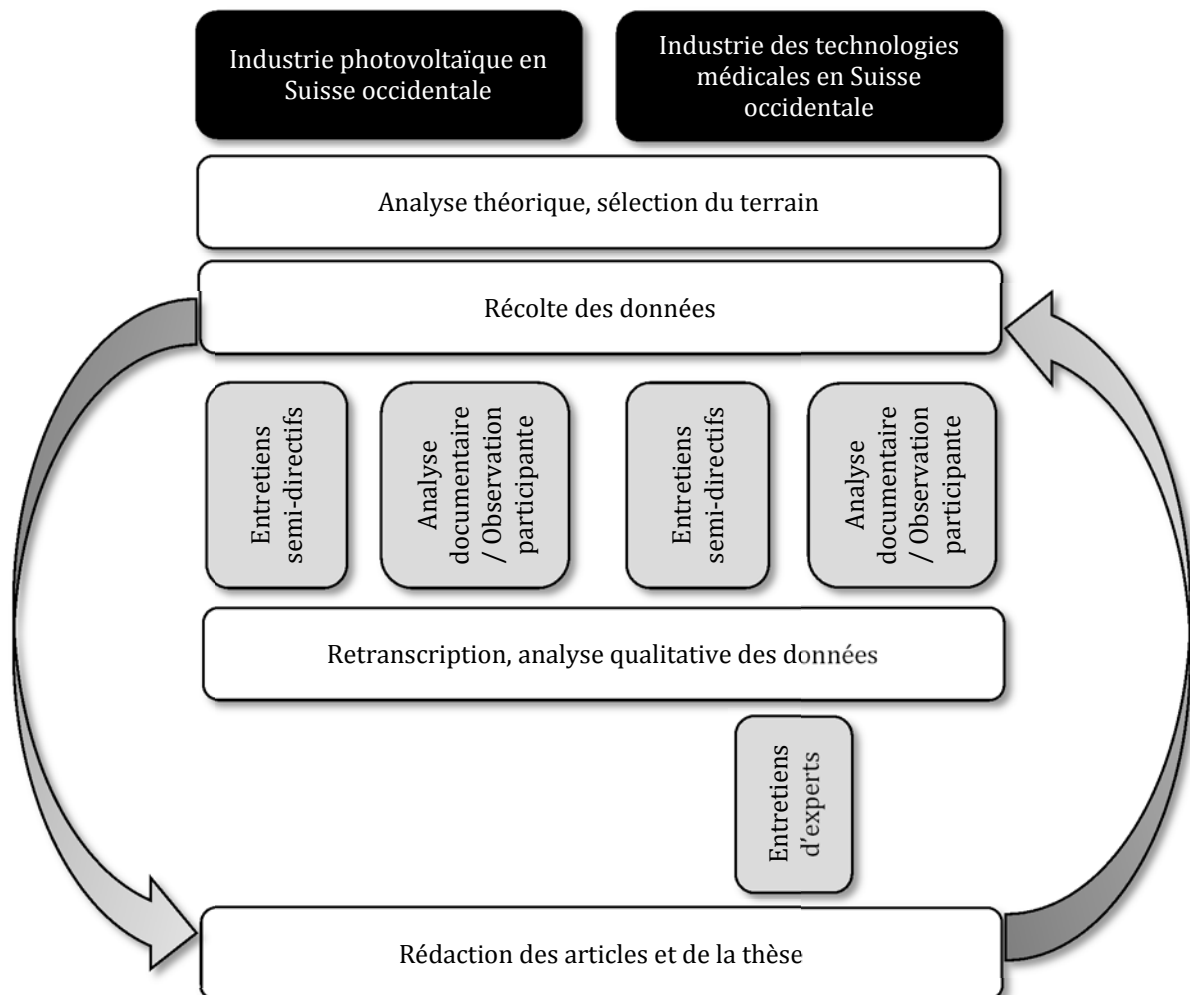 Industrie photovoltaïque en
Suisse occidentale
Industrie des technologies
médicales en Suisse
occidentale
Analyse théorique, sélection du terrain
Récolte des données
Entretiens
semi-directifs
Analyse
documentaire
/ Observation
participante
Entretiens
semi-directifs
Analyse
documentaire
/ Observation
participante
Retranscription, analyse qualitative des données
Entretiens
d'experts
Rédaction des articles et de la thèse